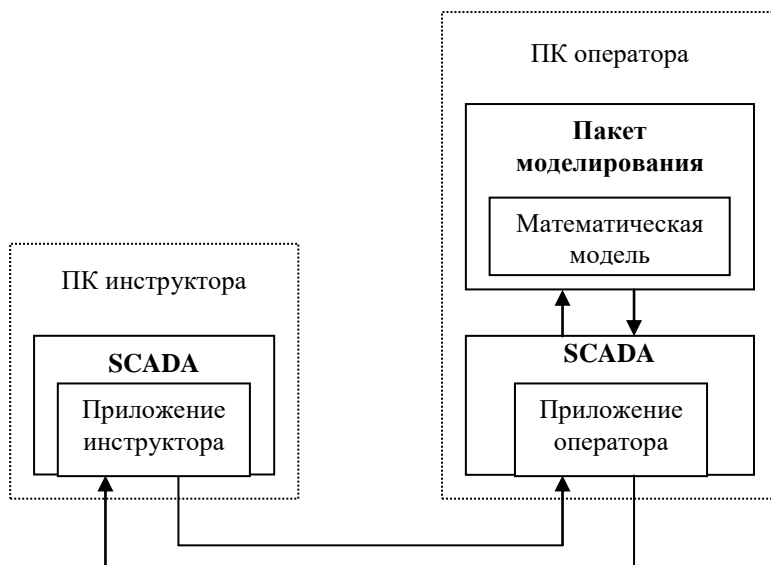 ПК оператора
Пакет
моделирования
Математическая
модель
ПК инструктора
SCADA
Приложение
инструктора
SCADA
Приложение
оператора